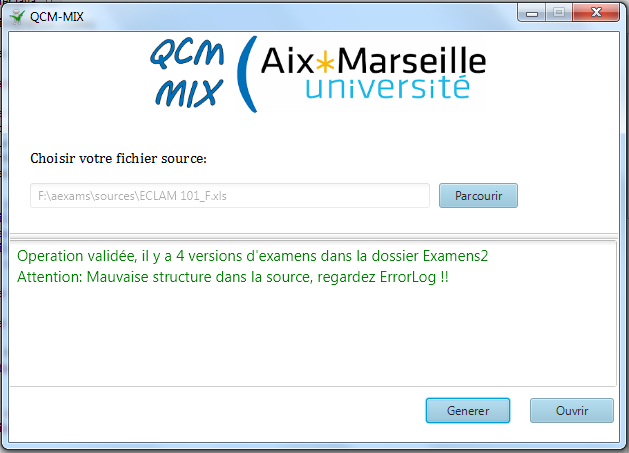 QCM-MIX
QCM
MIX
Aix*Marseille
université
Choisir votre fichier source:
F:\aexams\sources\ECLAM 101_F.xls
Parcourir
Operation validée, il y a 4 versions d'examens dans la dossier Examens2
Attention: Mauvaise structure dans la source, regardez ErrorLog !!
Generer
Ouvrir